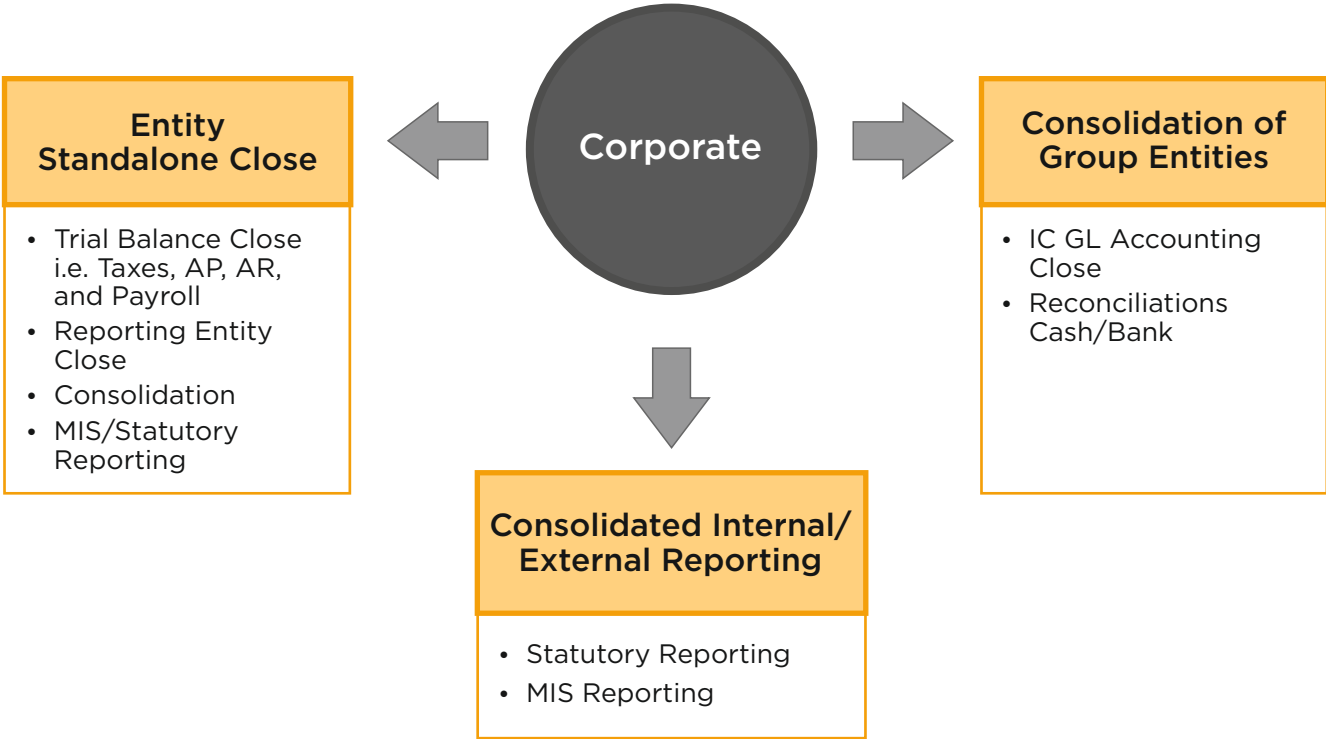 Corporate
Entity
Standalone Close
• Trial Balance Close
i.e. Taxes, AP, AR,
and Payroll
• Reporting Entity
Close
• Consolidation
• MIS/Statutory
Reporting
Consolidation of
Group Entities
• IC GL Accounting
Close
• Reconciliations
Cash/Bank
Consolidated Internal/
External Reporting
• Statutory Reporting
• MIS Reporting